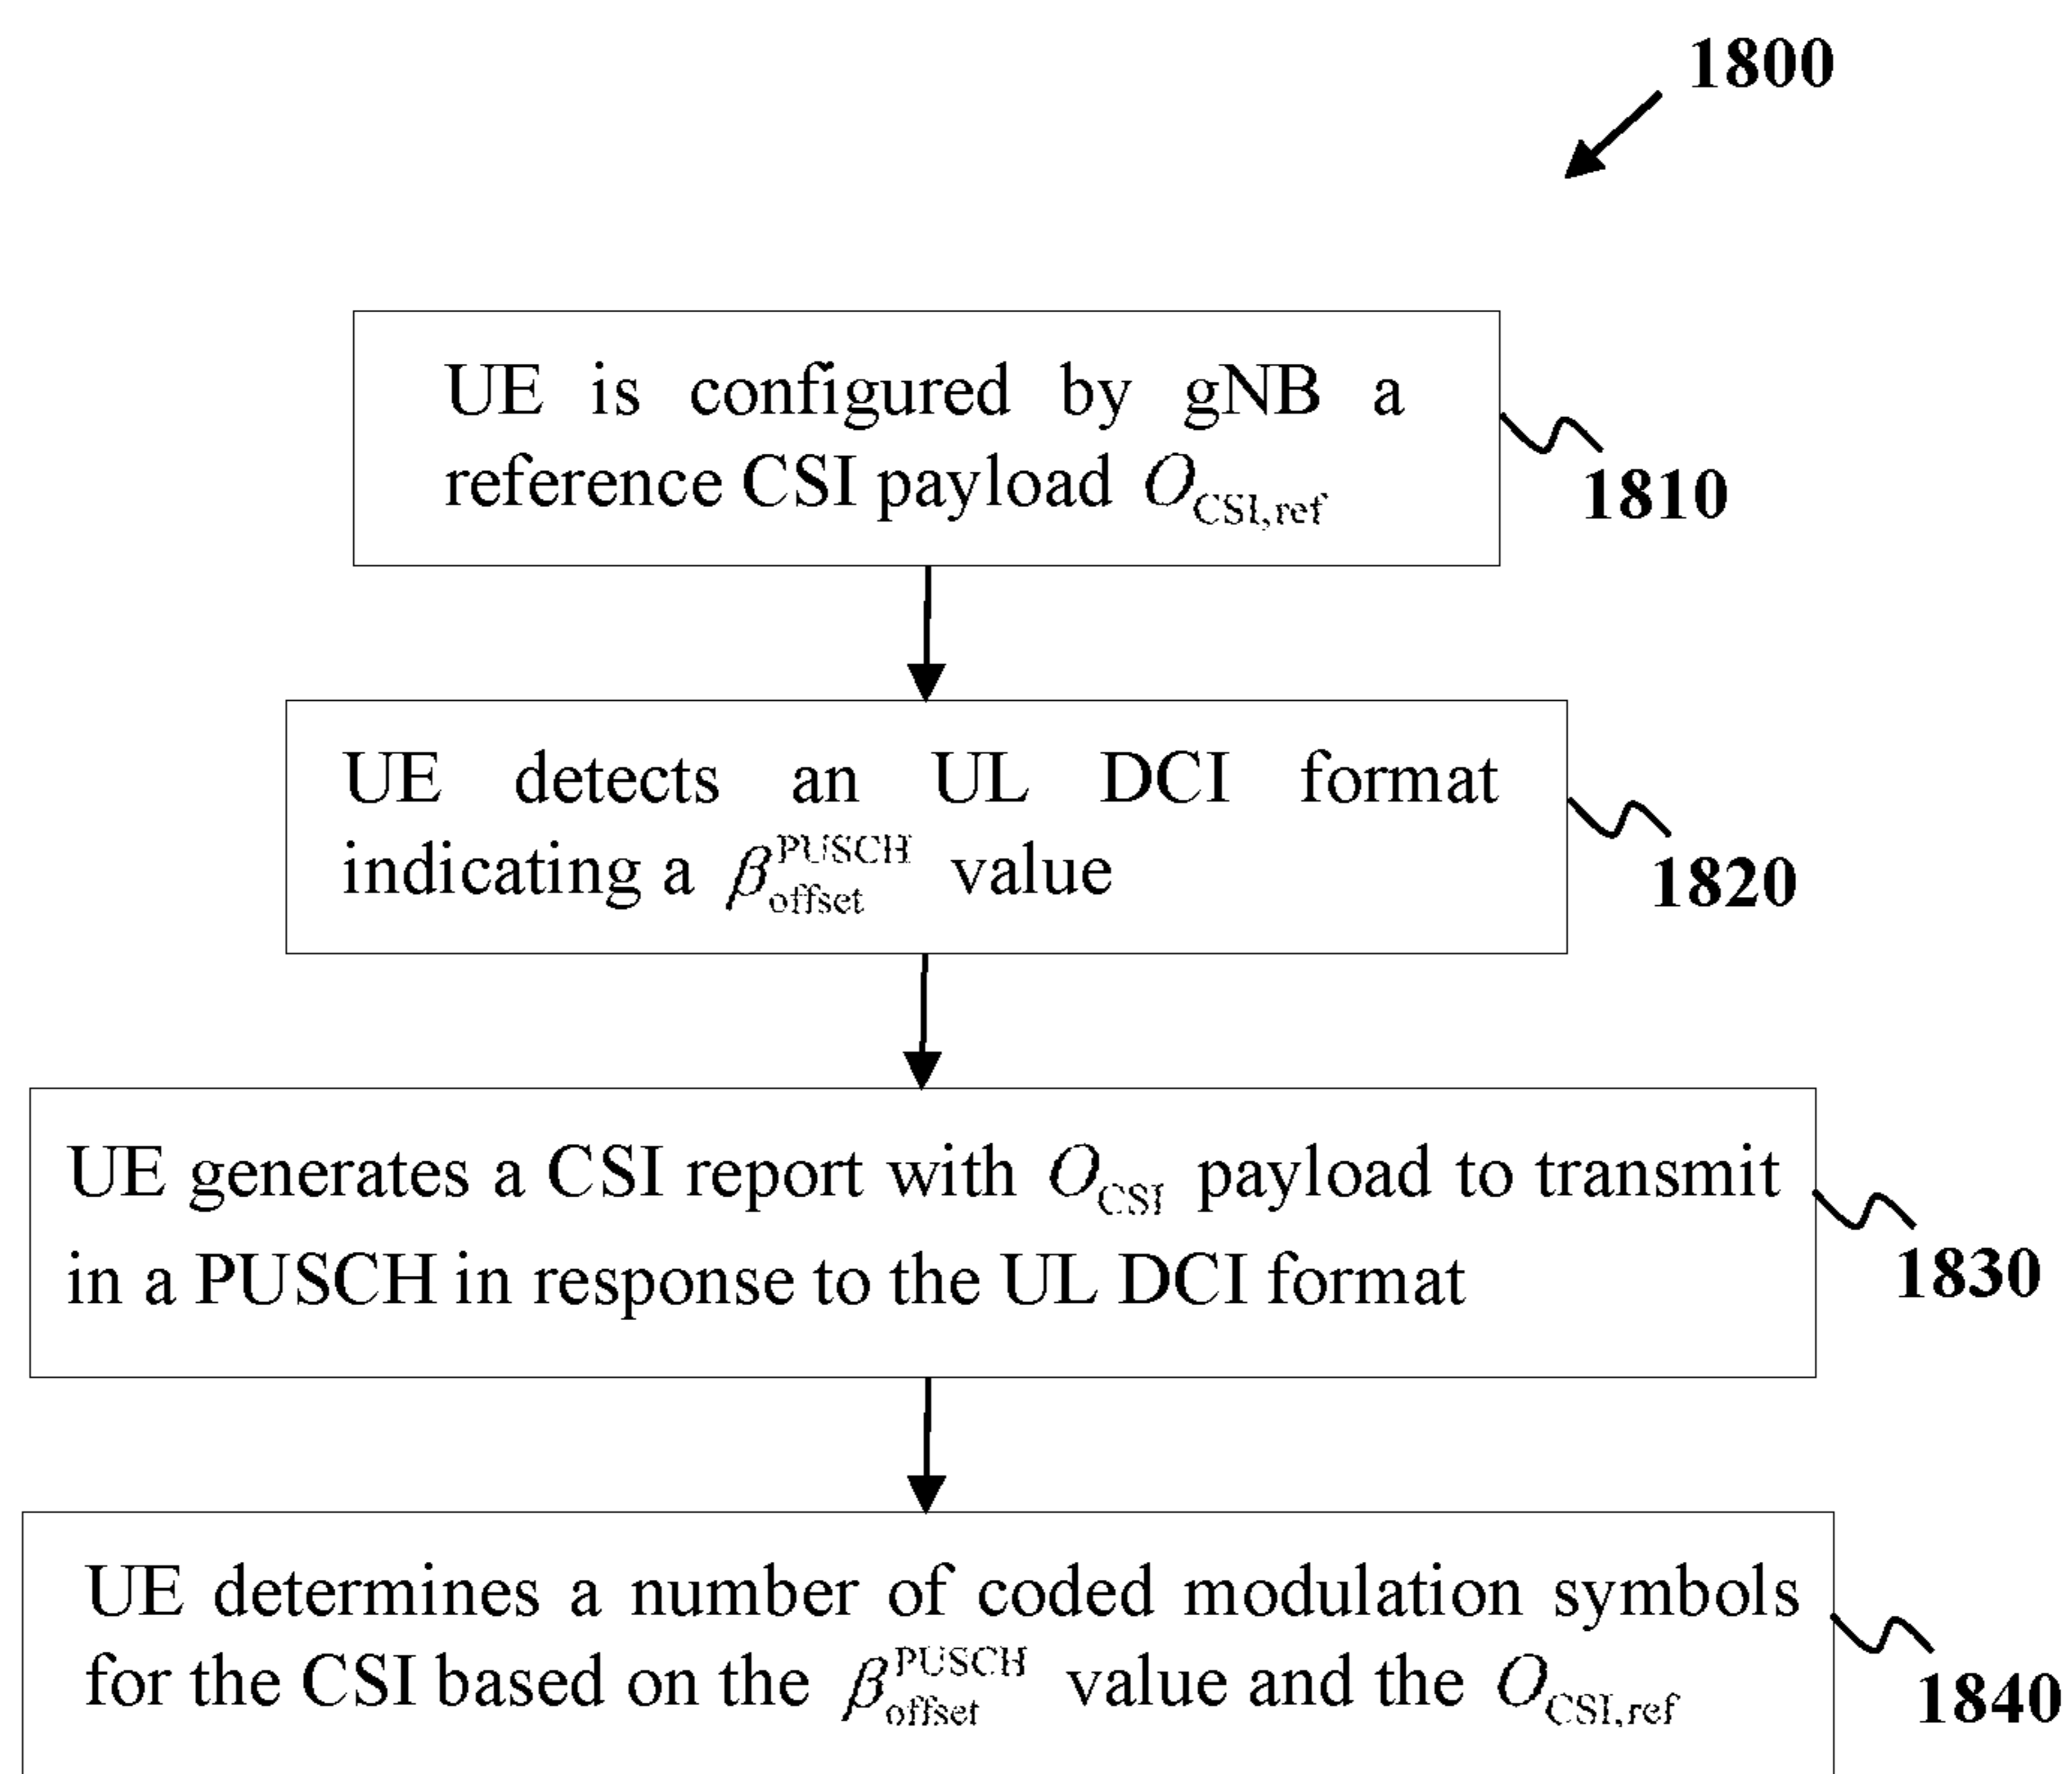 1800
UE is configured by gNB a
reference CSI payload O_CSI,ref
1810
UE detects an UL DCI format
indicating a β_offset^PUSCH value
1820
UE generates a CSI report with O_CSI payload to transmit
in a PUSCH in response to the UL DCI format
1830
UE determines a number of coded modulation symbols
for the CSI based on the β_offset^PUSCH value and the O_CSI,ref
1840